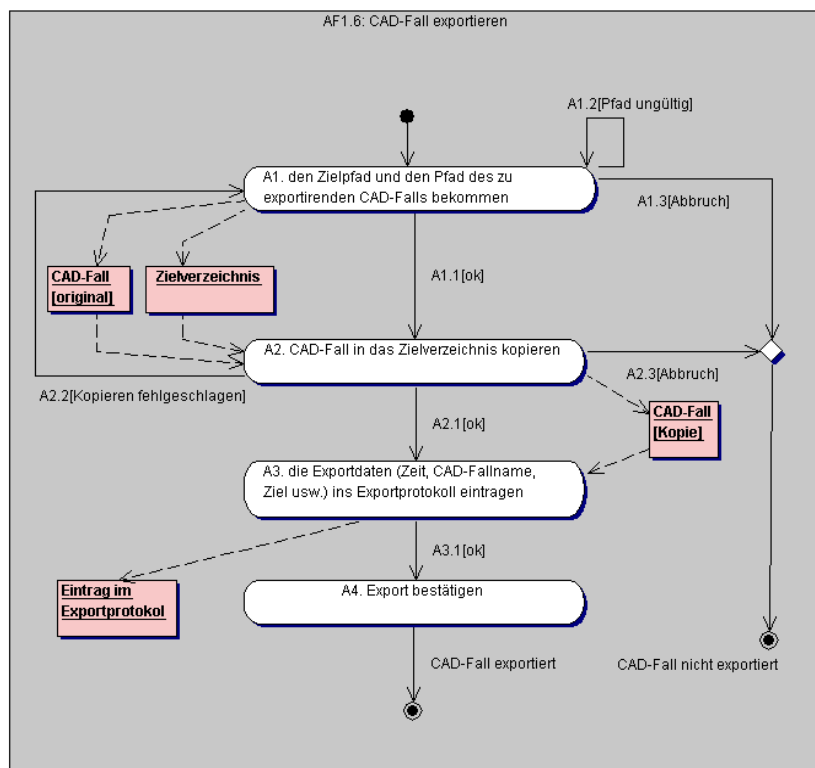 AF1.6: CAD-Fall exportieren
A1.2[Pfad ungültig]
A1. den Zielpfad und den Pfad des zu
exportirenden CAD-Falls bekommen
A1.3[Abbruch]
CAD-Fall
[original]
Zielverzeichnis
A1.1[ok]
A2. CAD-Fall in das Zielverzeichnis kopieren
A2.2[Kopieren fehlgeschlagen]
A2.3[Abbruch]
A2.1[ok]
CAD-Fall
[Kopie]
A3. die Exportdaten (Zeit, CAD-Fallname,
Ziel usw.) ins Exportprotokoll eintragen
A3.1[ok]
Eintrag im
Exportprotokol
A4. Export bestätigen
CAD-Fall exportiert
CAD-Fall nicht exportiert